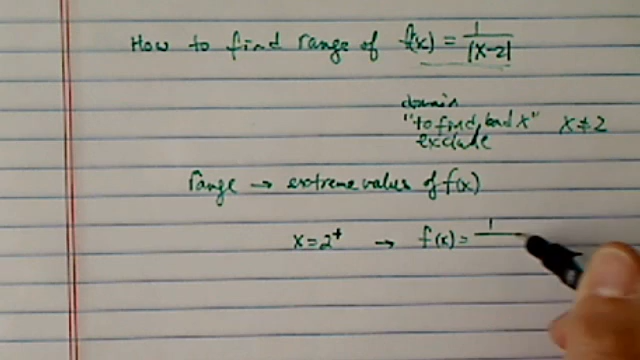 How to find range of f(x) = 1/|x-2|
domain
"to find bad x" x ≠ 2
exclude
range → extreme values of f(x)
x = 2⁺ → f(x) = 1/